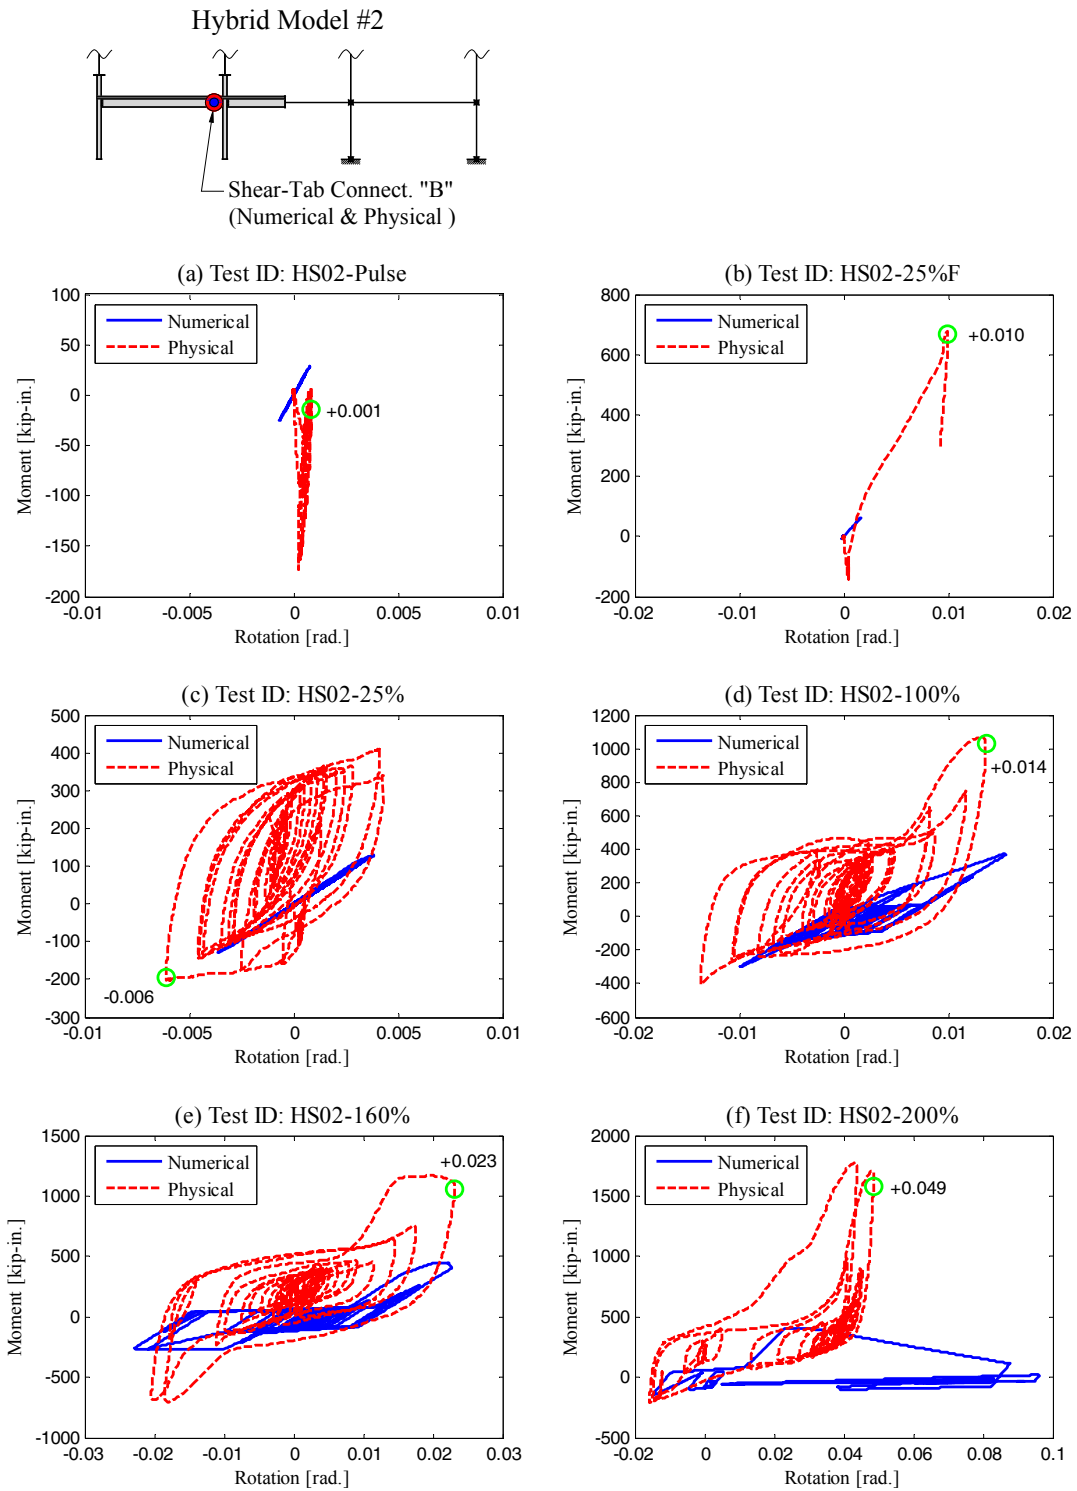 Hybrid Model #2
Shear-Tab Connect. "B"
(Numerical & Physical )
(a) Test ID: HS02-Pulse
100
50
0
-50
-100
-150
-200
-0.01
-0.005
0
0.005
0.01
Moment [kip-in.]
Rotation [rad.]
Numerical
Physical
+0.001
(b) Test ID: HS02-25%F
800
600
400
200
0
-200
-0.02
-0.01
0
0.01
0.02
Moment [kip-in.]
Rotation [rad.]
Numerical
Physical
+0.010
(c) Test ID: HS02-25%
500
400
300
200
100
0
-100
-200
-300
-0.01
-0.005
0
0.005
0.01
Moment [kip-in.]
Rotation [rad.]
Numerical
Physical
-0.006
(d) Test ID: HS02-100%
1200
1000
800
600
400
200
0
-200
-400
-600
-0.02
-0.01
0
0.01
0.02
Moment [kip-in.]
Rotation [rad.]
Numerical
Physical
+0.014
(e) Test ID: HS02-160%
1500
1000
500
0
-500
-1000
-0.03
-0.02
-0.01
0
0.01
0.02
0.03
Moment [kip-in.]
Rotation [rad.]
Numerical
Physical
+0.023
(f) Test ID: HS02-200%
2000
1500
1000
500
0
-500
-0.02
0
0.02
0.04
0.06
0.08
0.1
Moment [kip-in.]
Rotation [rad.]
Numerical
Physical
+0.049